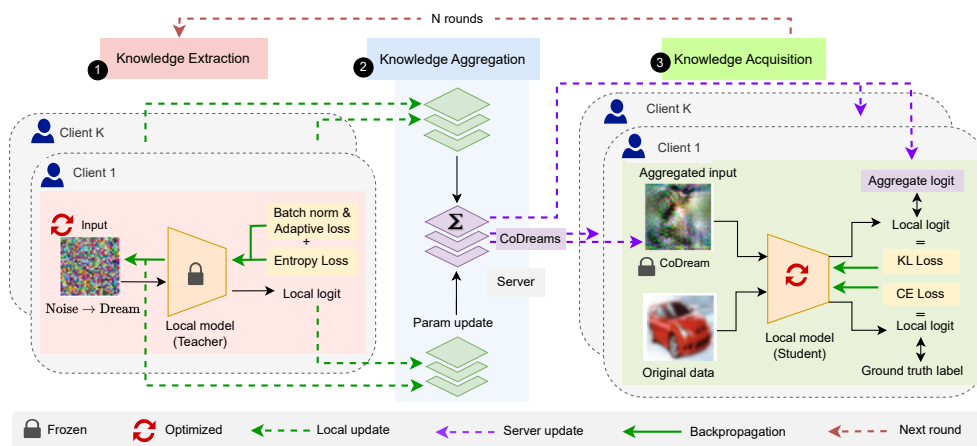 N rounds
1
Knowledge Extraction
2
Knowledge Aggregation
3
Knowledge Acquisition
Client K
Client 1
Input
Batch norm &
Adaptive loss
+
Entropy Loss
Noise → Dream
Local logit
Local model
(Teacher)
Σ
CoDreams
Server
Param update
Client K
Client 1
Aggregated input
Aggregate logit
Local logit
=
CoDream
KL Loss
CE Loss
Local logit
=
Local model
(Student)
Original data
Ground truth label
Frozen
Optimized
Local update
Server update
Backpropagation
Next round